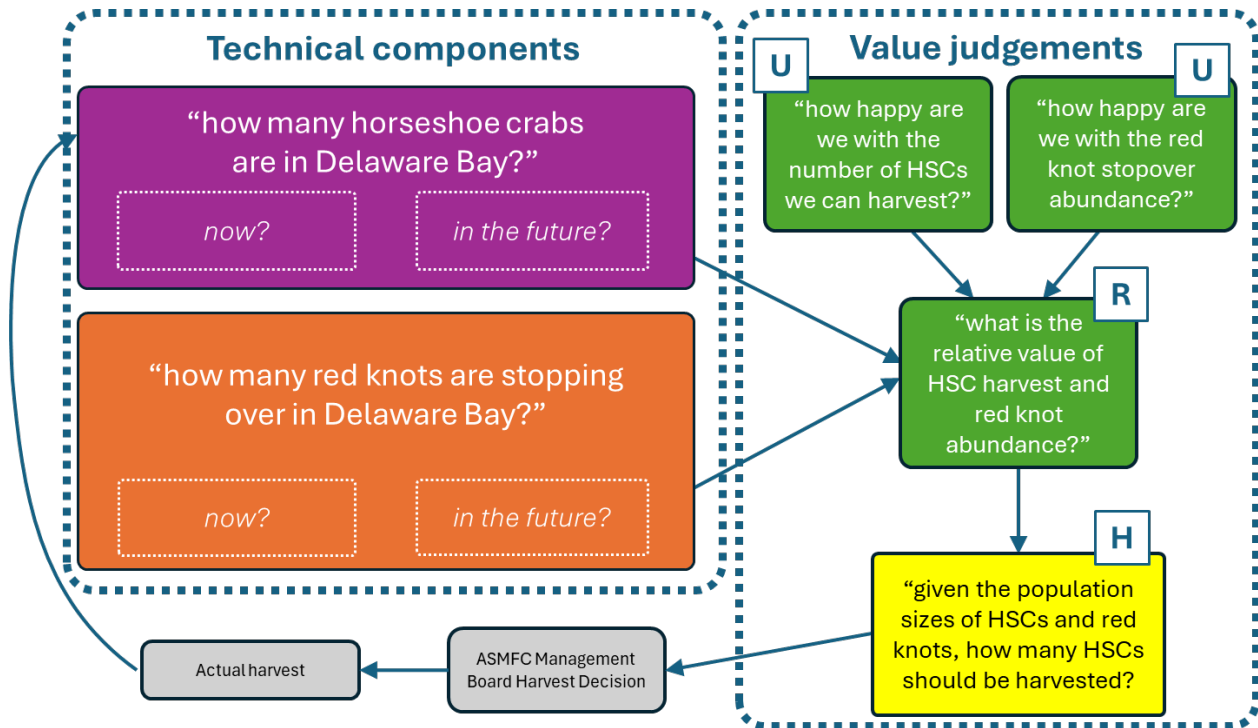 Technical components
“how many horseshoe crabs
are in Delaware Bay?”
now?
in the future?
“how many red knots are stopping
over in Delaware Bay?”
now?
in the future?
Value judgements
U
“how happy are
we with the
number of HSCs
we can harvest?”
U
“how happy are
we with the red
knot stopover
abundance?”
R
“what is the
relative value of
HSC harvest and
red knot
abundance?”
H
“given the population
sizes of HSCs and red
knots, how many HSCs
should be harvested?
ASMFC Management
Board Harvest Decision
Actual harvest